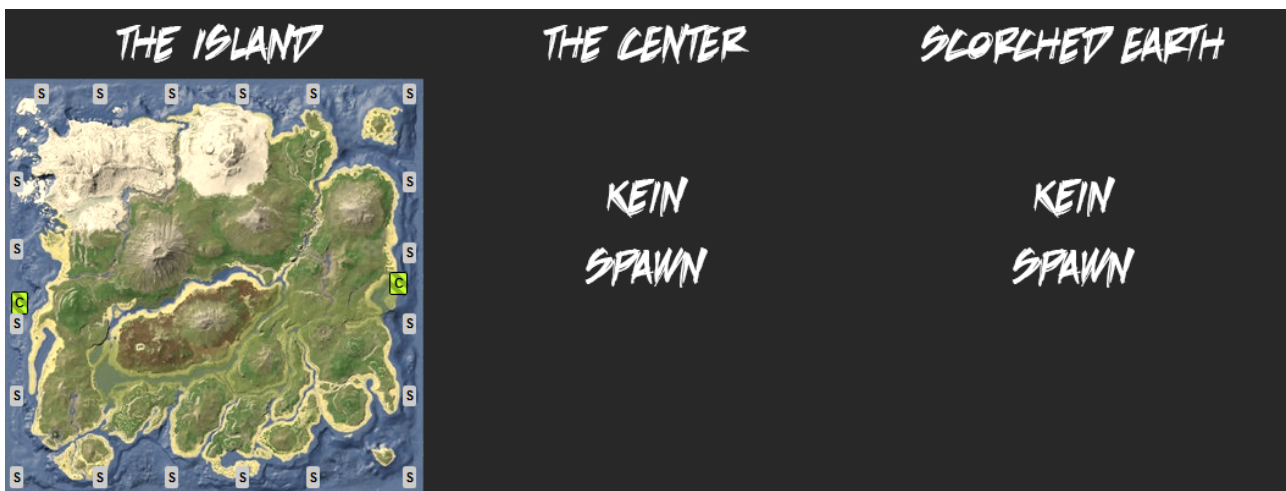 THE ISLAND THE CENTER SCORCHED EARTH
S S S S S S
S S
KEIN KEIN
S S
SPAWN SPAWN
C C
S S
S S
S S S S S S